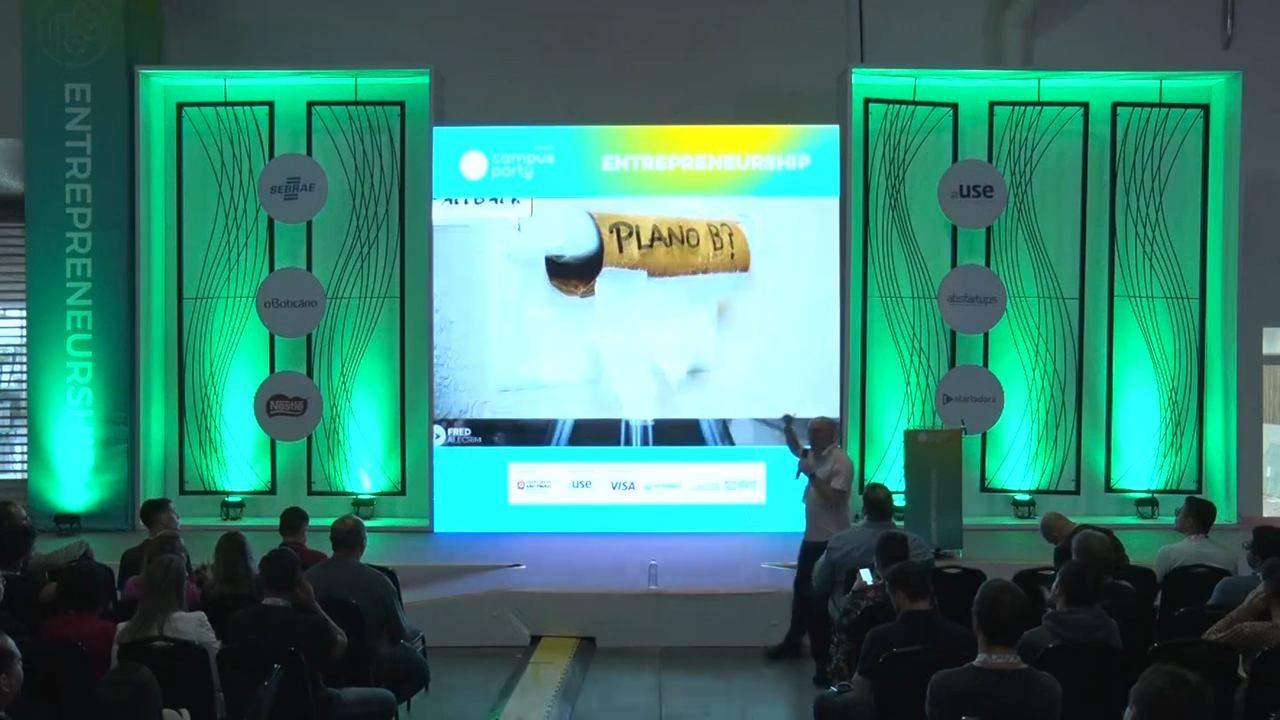 ENTREPRENEURSHIP
campus
party
ENTREPRENEURSHIP
PLANO B?
FRED
ALECRIM
USE
VISA
SEBRAE
oBoticário
Nestlé
USE
abstartups
startadora